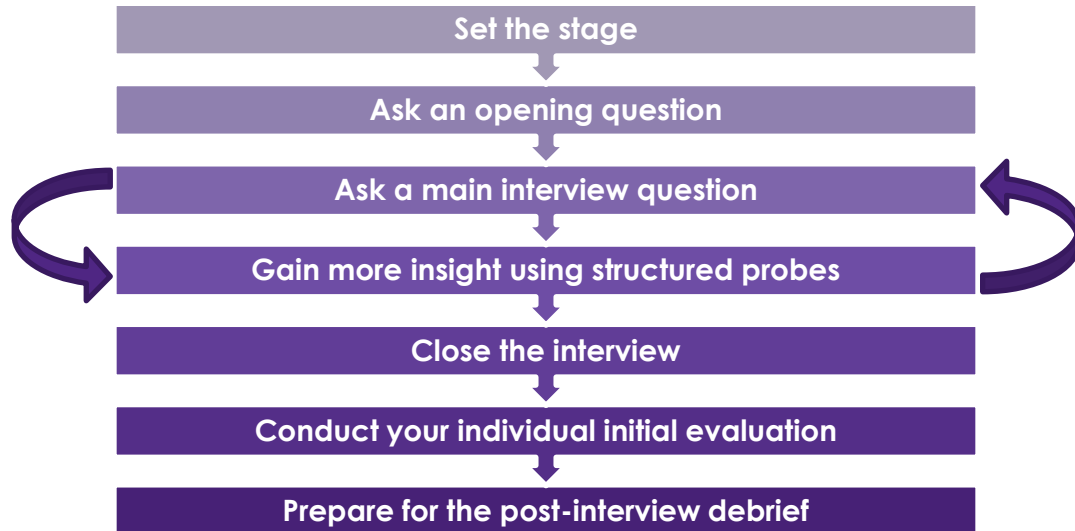 Set the stage
Ask an opening question
Ask a main interview question
Gain more insight using structured probes
Close the interview
Conduct your individual initial evaluation
Prepare for the post-interview debrief